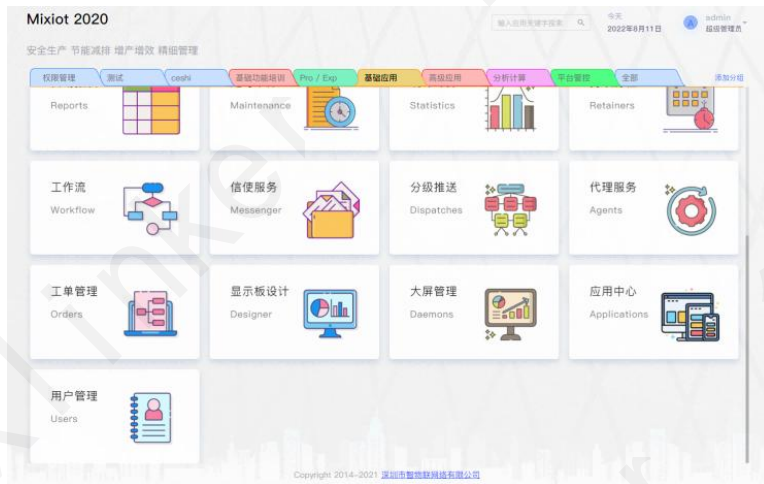 Mixiot 2020
输入应用关键字搜索
今天
2022年8月11日
A
admin
超级管理员
安全生产 节能减排 增产增效 精细管理
权限管理
测试
ceshi
基础功能培训
Pro / Exp
基础应用
高级应用
分析计算
平台管控
全部
添加分组
Reports
Maintenance
Statistics
Retainers
工作流
Workflow
信使服务
Messenger
分级推送
Dispatches
代理服务
Agents
工单管理
Orders
显示板设计
Designer
大屏管理
Daemons
应用中心
Applications
用户管理
Users
Copyright 2014-2021 深圳市智物联网络有限公司